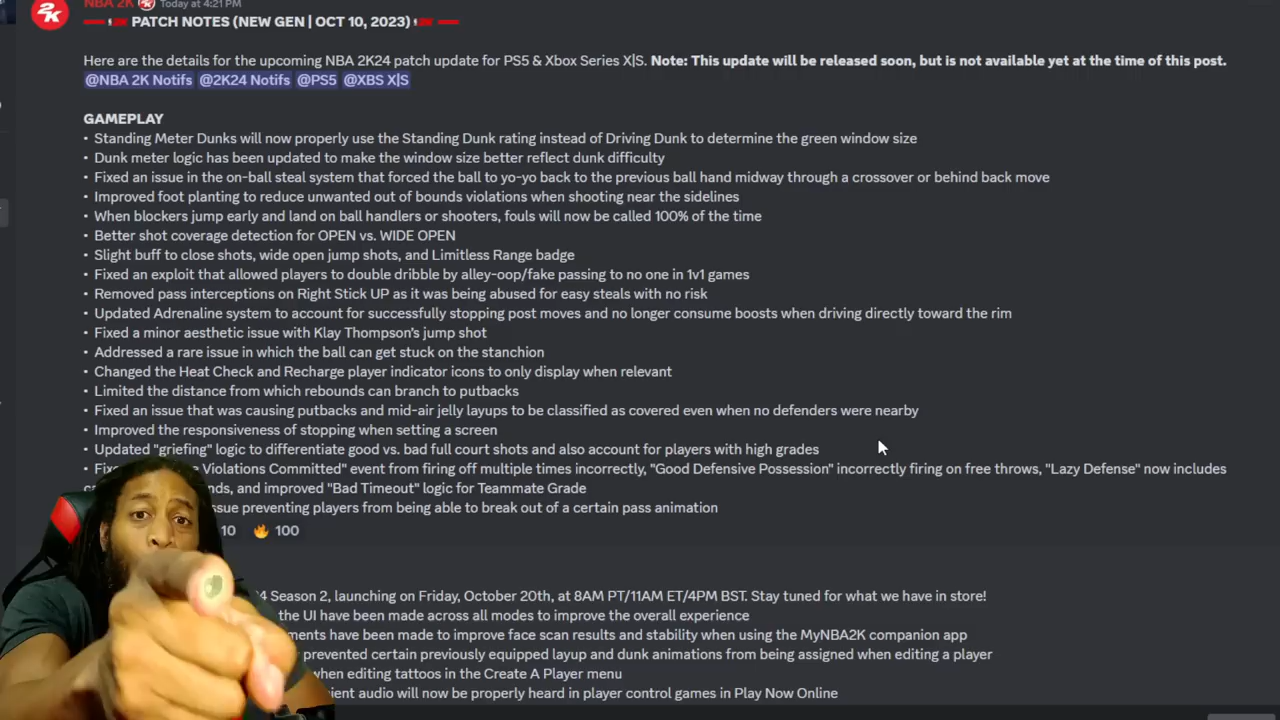 NBA 2K Today at 4:21 PM
2K
PATCH NOTES (NEW GEN | OCT 10, 2023)
Here are the details for the upcoming NBA 2K24 patch update for PS5 & Xbox Series X|S. Note: This update will be released soon, but is not available yet at the time of this post.
@NBA 2K Notifs @2K24 Notifs @PS5 @XBS X|S
GAMEPLAY
• Standing Meter Dunks will now properly use the Standing Dunk rating instead of Driving Dunk to determine the green window size
• Dunk meter logic has been updated to make the window size better reflect dunk difficulty
• Fixed an issue in the on-ball steal system that forced the ball to yo-yo back to the previous ball hand midway through a crossover or behind back move
• Improved foot planting to reduce unwanted out of bounds violations when shooting near the sidelines
• When blockers jump early and land on ball handlers or shooters, fouls will now be called 100% of the time
• Better shot coverage detection for OPEN vs. WIDE OPEN
• Slight buff to close shots, wide open jump shots, and Limitless Range badge
• Fixed an exploit that allowed players to double dribble by alley-oop/fake passing to no one in 1v1 games
• Removed pass interceptions on Right Stick UP as it was being abused for easy steals with no risk
• Updated Adrenaline system to account for successfully stopping post moves and no longer consume boosts when driving directly toward the rim
• Fixed a minor aesthetic issue with Klay Thompson's jump shot
• Addressed a rare issue in which the ball can get stuck on the stanchion
• Changed the Heat Check and Recharge player indicator icons to only display when relevant
• Limited the distance from which rebounds can branch to putbacks
• Fixed an issue that was causing putbacks and mid-air jelly layups to be classified as covered even when no defenders were nearby
• Improved the responsiveness of stopping when setting a screen
• Updated "griefing" logic to differentiate good vs. bad full court shots and also account for players with high grades
Violations Committed" event from firing off multiple times incorrectly, "Good Defensive Possession" incorrectly firing on free throws, "Lazy Defense" now includes
and improved "Bad Timeout" logic for Teammate Grade
preventing players from being able to break out of a certain pass animation
10 🔥 100
Season 2, launching on Friday, October 20th, at 8AM PT/11AM ET/4PM BST. Stay tuned for what we have in store!
the UI have been made across all modes to improve the overall experience
have been made to improve face scan results and stability when using the MyNBA2K companion app
prevented certain previously equipped layup and dunk animations from being assigned when editing a player
when editing tattoos in the Create A Player menu
audio will now be properly heard in player control games in Play Now Online